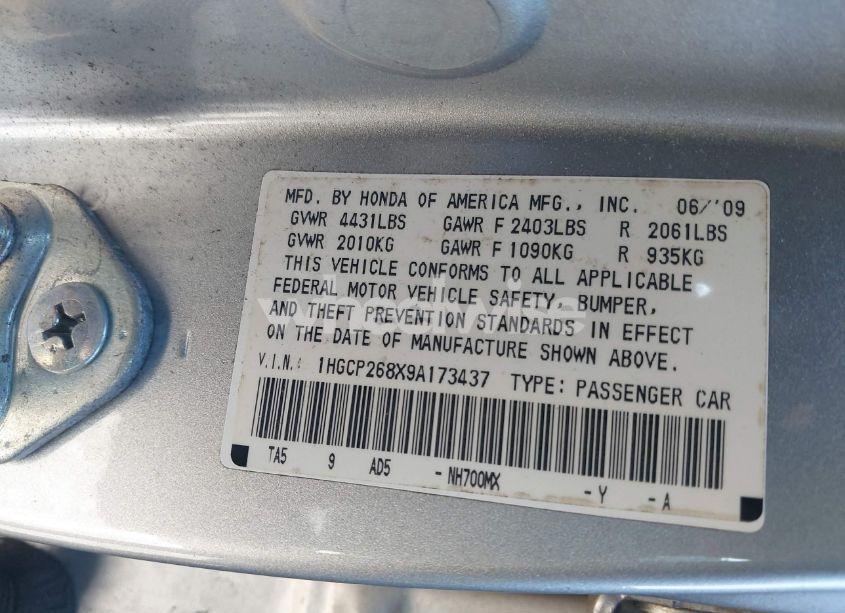 MFD. BY HONDA OF AMERICA MFG., INC. 06/'09
GVWR 4431LBS GAWR F 2403LBS R 2061LBS
GVWR 2010KG GAWR F 1090KG R 935KG
THIS VEHICLE CONFORMS TO ALL APPLICABLE
FEDERAL MOTOR VEHICLE SAFETY, BUMPER,
AND THEFT PREVENTION STANDARDS IN EFFECT
ON THE DATE OF MANUFACTURE SHOWN ABOVE.
V.I.N.: 1HGCP268X9A173437 TYPE: PASSENGER CAR
TA5 9 AD5 - NH700MX - Y - A
wheelwise